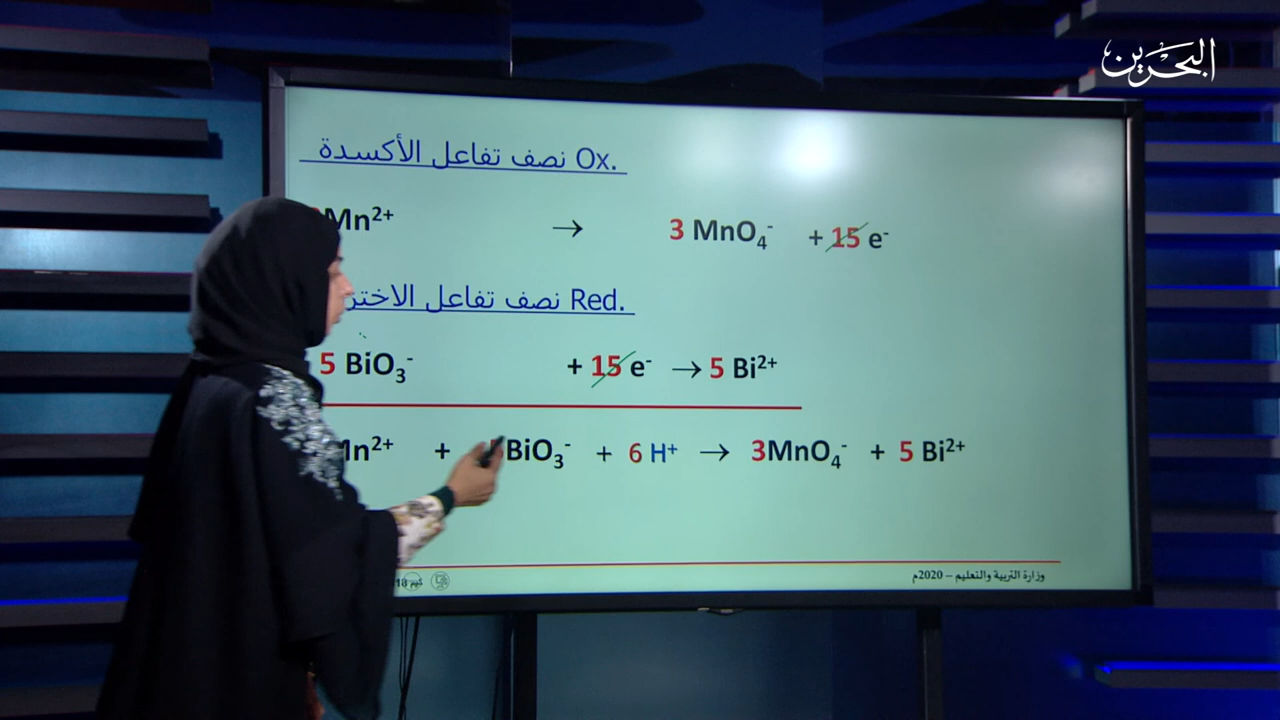 البحرين
نصف تفاعل الأكسدة Ox.
Mn²⁺ → 3 MnO₄⁻ + 15 e⁻
نصف تفاعل Red.
5 BiO₃⁻ + 15 e⁻ → 5 Bi²⁺
Mn²⁺ + BiO₃⁻ + 6 H⁺ → 3MnO₄⁻ + 5 Bi²⁺
وزارة التربية والتعليم – 2020م